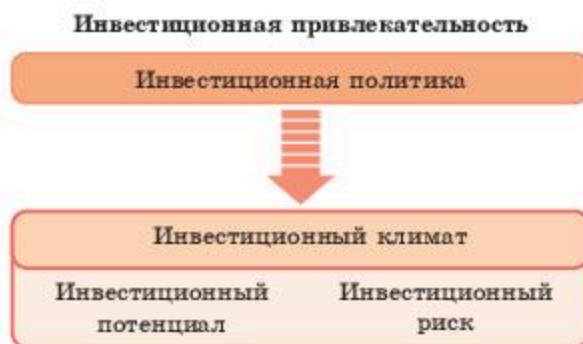 Инвестиционная привлекательность
Инвестиционная политика
Инвестиционный климат
Инвестиционный
потенциал
Инвестиционный
риск